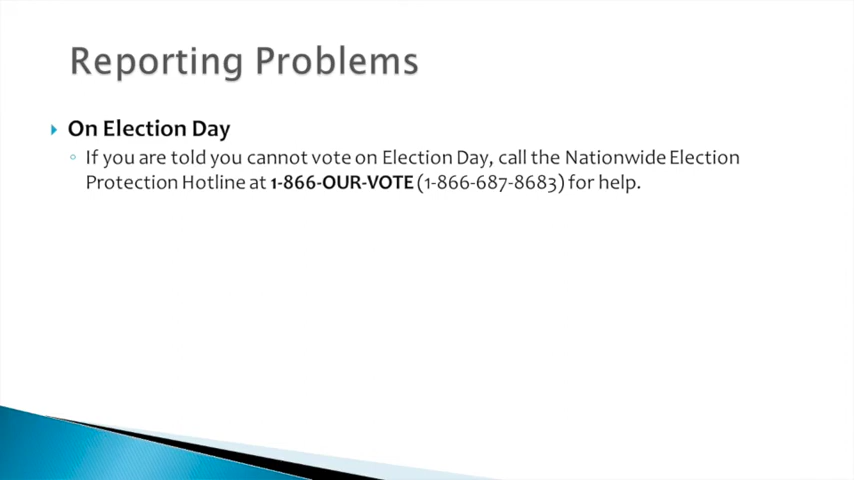 Reporting Problems
On Election Day
If you are told you cannot vote on Election Day, call the Nationwide Election
Protection Hotline at 1-866-OUR-VOTE (1-866-687-8683) for help.